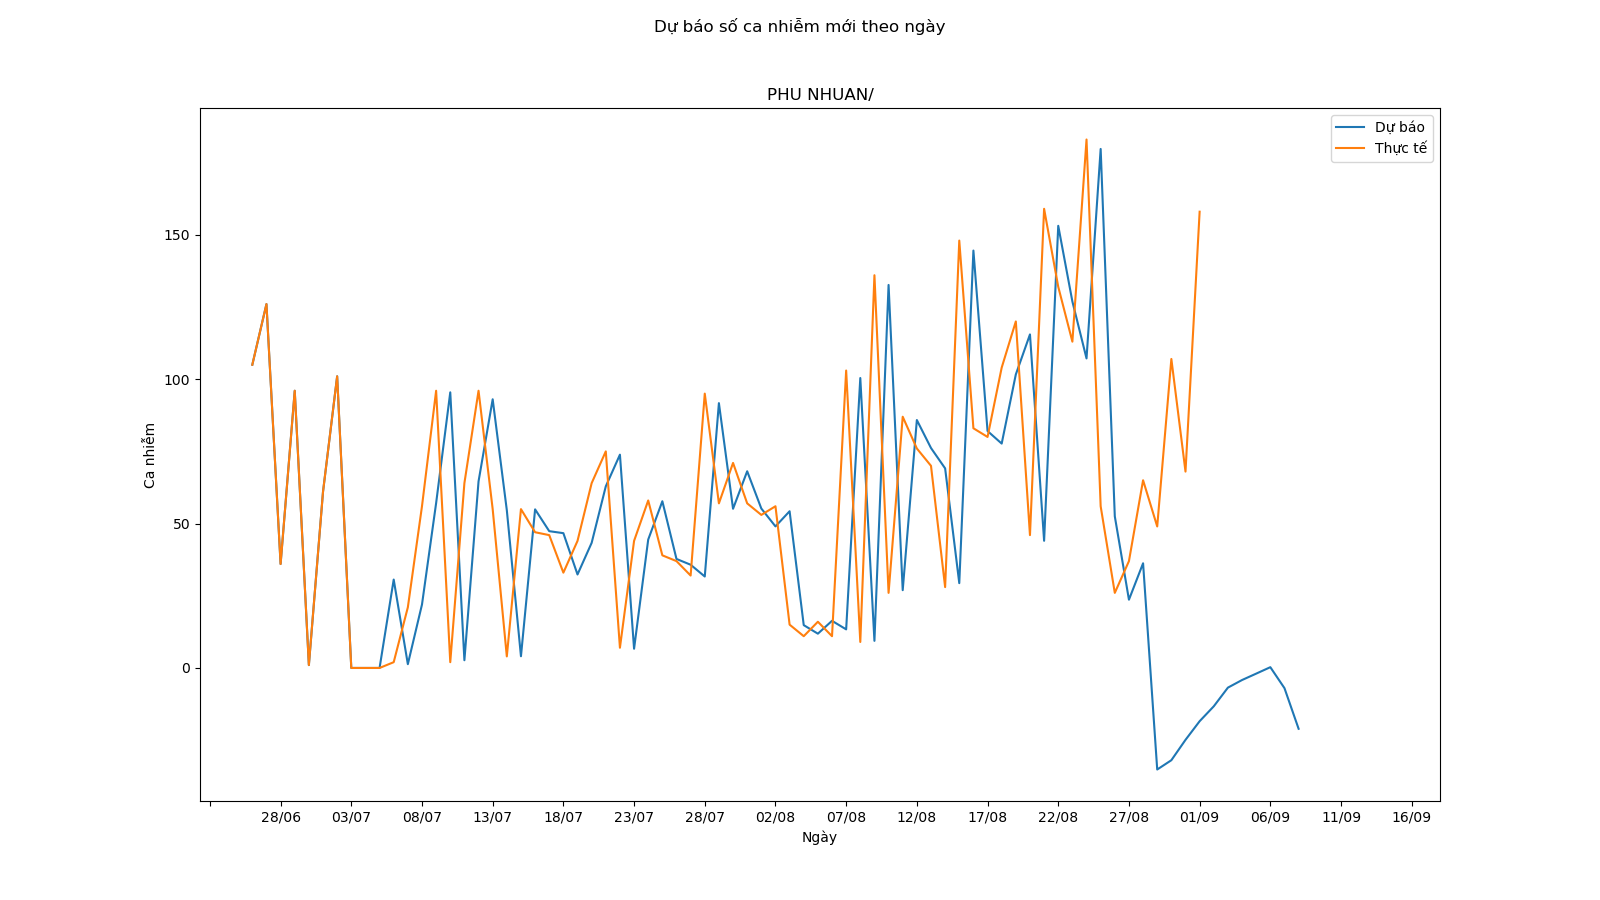 Dự báo số ca nhiễm mới theo ngày
PHU NHUAN/
Dự báo
Thực tế
150
100
50
0
Ca nhiễm
28/06 03/07 08/07 13/07 18/07 23/07 28/07 02/08 07/08 12/08 17/08 22/08 27/08 01/09 06/09 11/09 16/09
Ngày